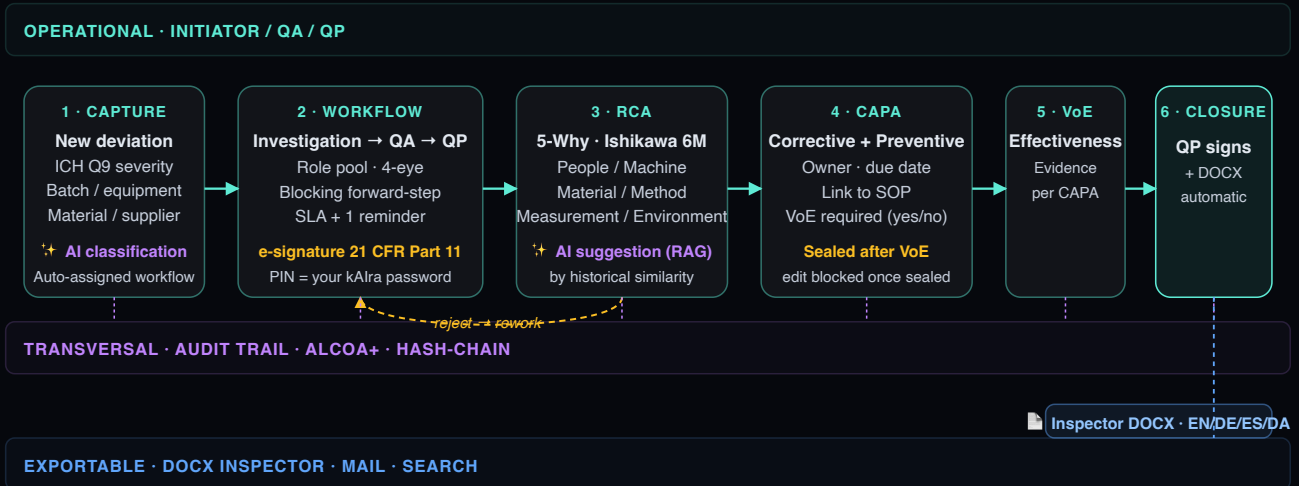 OPERATIONAL · INITIATOR / QA / QP
1 · CAPTURE
New deviation
ICH Q9 severity
Batch / equipment
Material / supplier
✨ AI classification
Auto-assigned workflow
2 · WORKFLOW
Investigation → QA → QP
Role pool · 4-eye
Blocking forward-step
SLA + 1 reminder
e-signature 21 CFR Part 11
PIN = your kAIra password
3 · RCA
5-Why · Ishikawa 6M
People / Machine
Material / Method
Measurement / Environment
✨ AI suggestion (RAG)
by historical similarity
4 · CAPA
Corrective + Preventive
Owner · due date
Link to SOP
VoE required (yes/no)
Sealed after VoE
edit blocked once sealed
5 · VoE
Effectiveness
Evidence
per CAPA
6 · CLOSURE
QP signs
+ DOCX
automatic
reject → rework
TRANSVERSAL · AUDIT TRAIL · ALCOA+ · HASH-CHAIN
Inspector DOCX · EN/DE/ES/DA
EXPORTABLE · DOCX INSPECTOR · MAIL · SEARCH